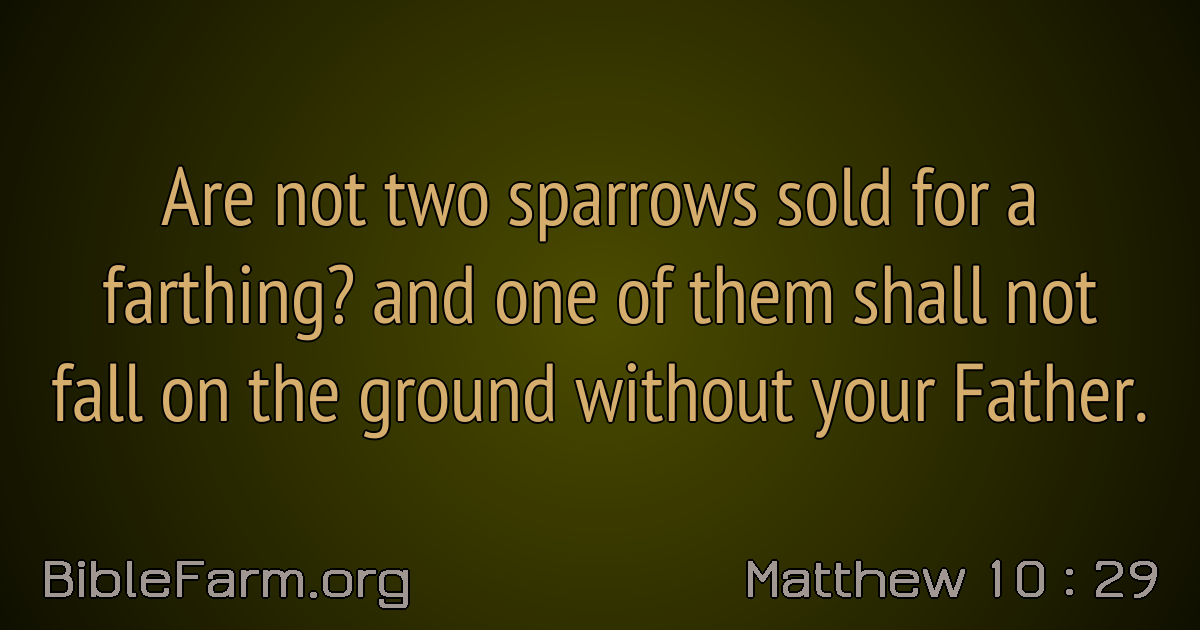 Are not two sparrows sold for a
farthing? and one of them shall not
fall on the ground without your Father.
BibleFarm.org
Matthew 10 : 29